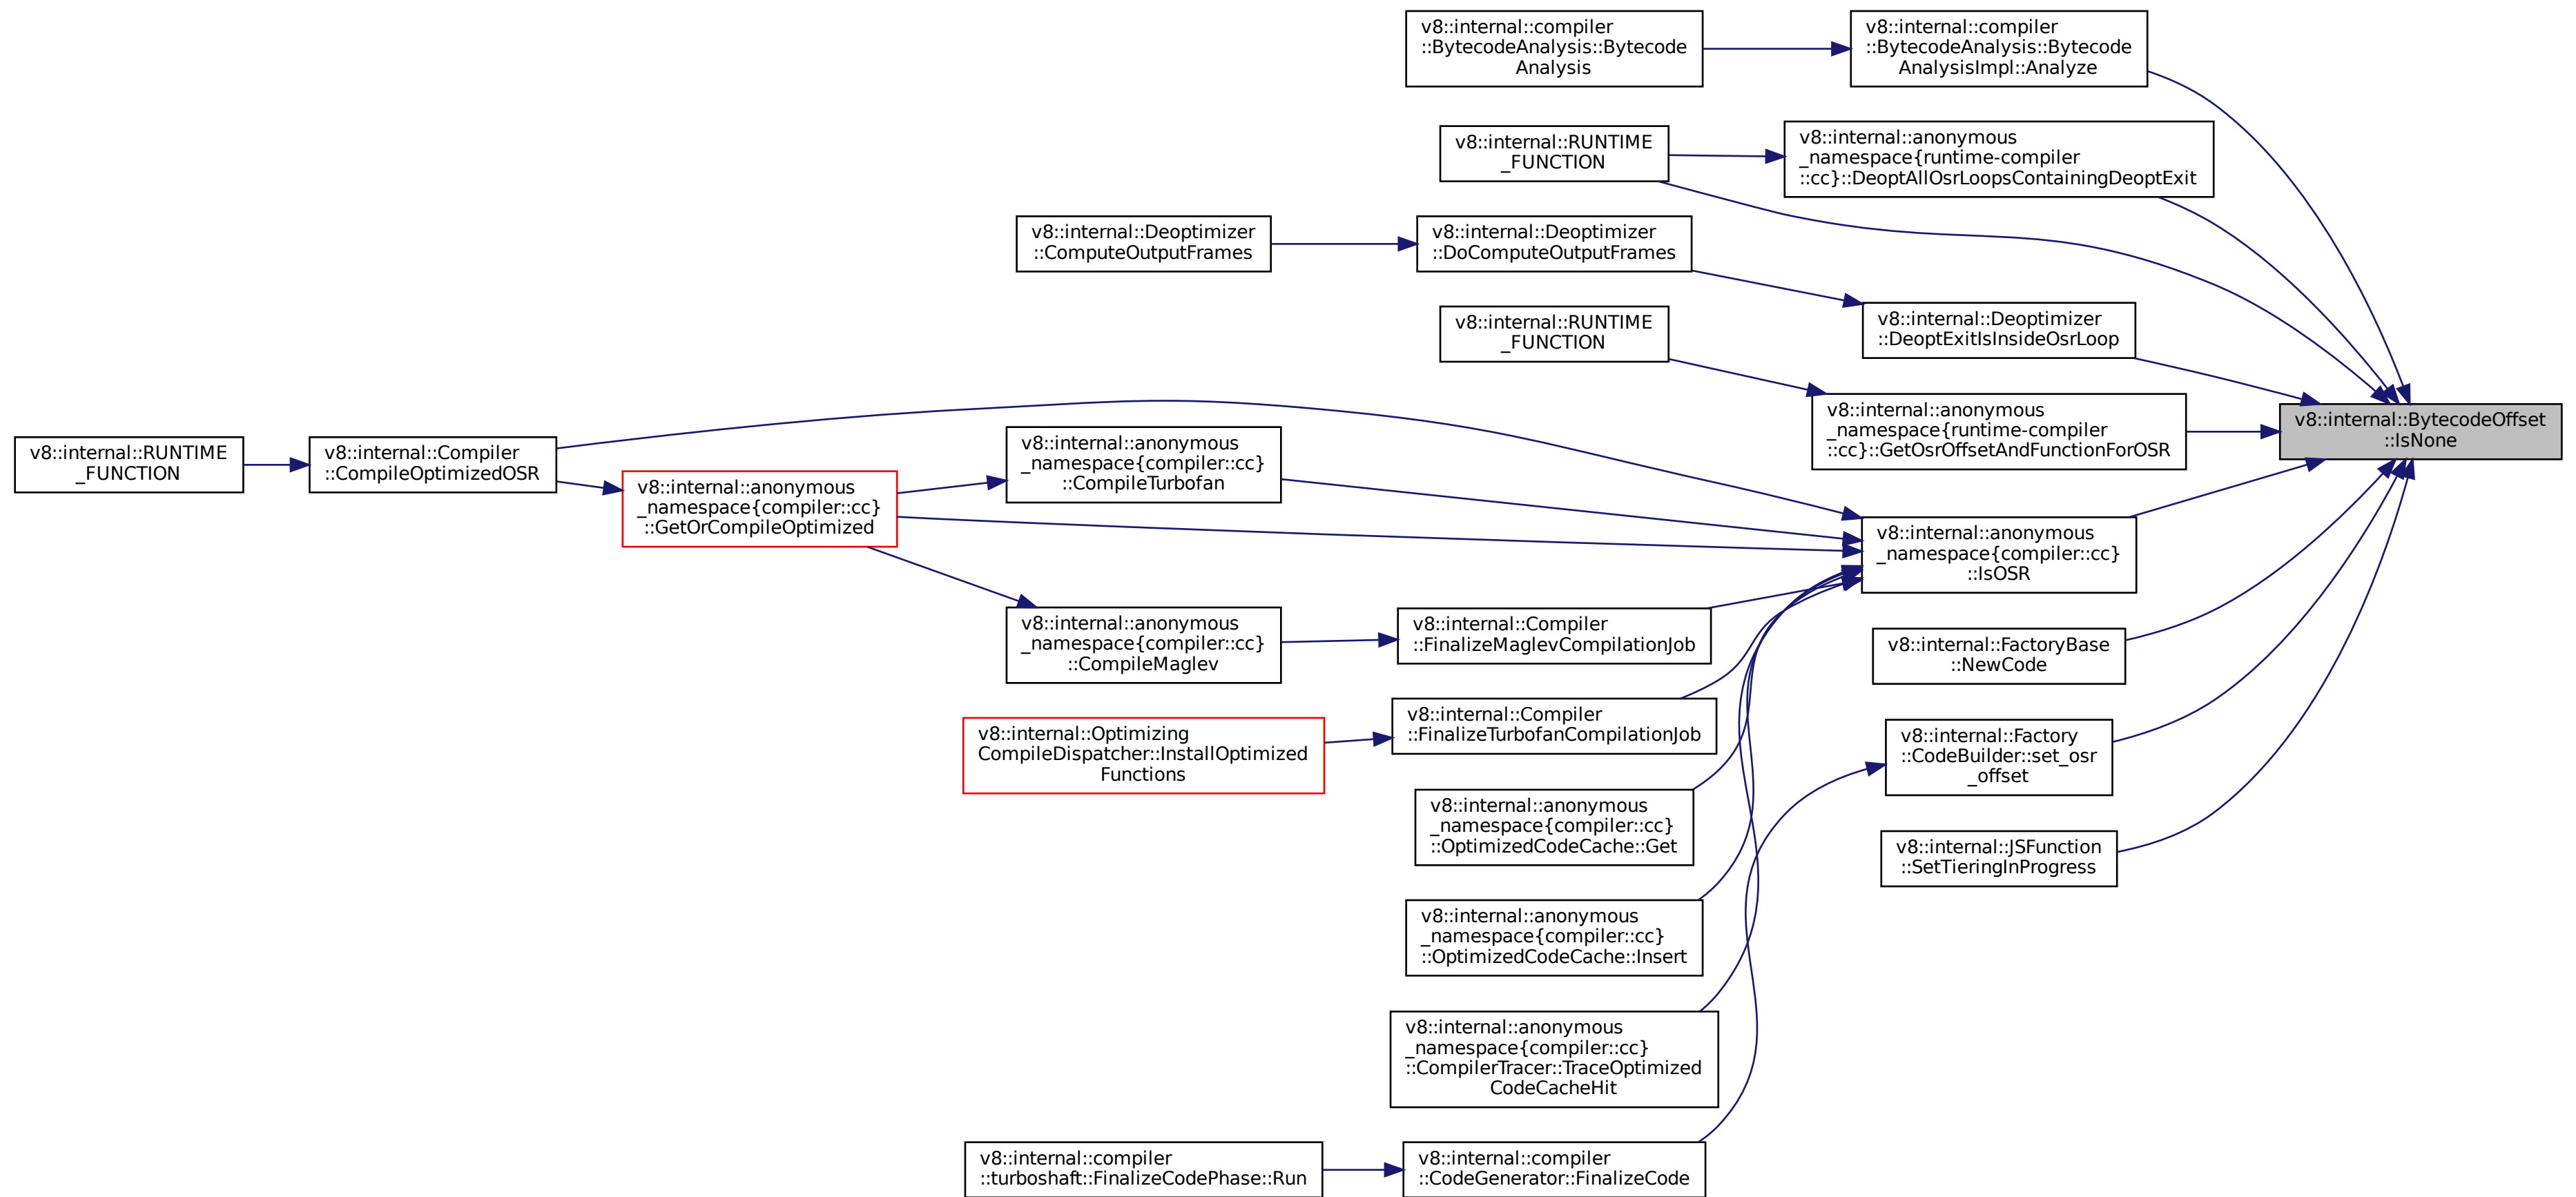 v8::internal::compiler
::BytecodeAnalysis::Bytecode
Analysis
v8::internal::compiler
::BytecodeAnalysis::Bytecode
AnalysisImpl::Analyze
v8::internal::RUNTIME
_FUNCTION
v8::internal::anonymous
_namespace{runtime-compiler
::cc}::DeoptAllOsrLoopsContainingDeoptExit
v8::internal::Deoptimizer
::ComputeOutputFrames
v8::internal::Deoptimizer
::DoComputeOutputFrames
v8::internal::RUNTIME
_FUNCTION
v8::internal::Deoptimizer
::DeoptExitIsInsideOsrLoop
v8::internal::anonymous
_namespace{runtime-compiler
::cc}::GetOsrOffsetAndFunctionForOSR
v8::internal::BytecodeOffset
::IsNone
v8::internal::RUNTIME
_FUNCTION
v8::internal::Compiler
::CompileOptimizedOSR
v8::internal::anonymous
_namespace{compiler::cc}
::GetOrCompileOptimized
v8::internal::anonymous
_namespace{compiler::cc}
::CompileTurbofan
v8::internal::anonymous
_namespace{compiler::cc}
::IsOSR
v8::internal::anonymous
_namespace{compiler::cc}
::CompileMaglev
v8::internal::Compiler
::FinalizeMaglevCompilationJob
v8::internal::FactoryBase
::NewCode
v8::internal::Optimizing
CompileDispatcher::InstallOptimized
Functions
v8::internal::Compiler
::FinalizeTurbofanCompilationJob
v8::internal::Factory
::CodeBuilder::set_osr
_offset
v8::internal::anonymous
_namespace{compiler::cc}
::OptimizedCodeCache::Get
v8::internal::JSFunction
::SetTieringInProgress
v8::internal::anonymous
_namespace{compiler::cc}
::OptimizedCodeCache::Insert
v8::internal::anonymous
_namespace{compiler::cc}
::CompilerTracer::TraceOptimized
CodeCacheHit
v8::internal::compiler
::turboshaft::FinalizeCodePhase::Run
v8::internal::compiler
::CodeGenerator::FinalizeCode